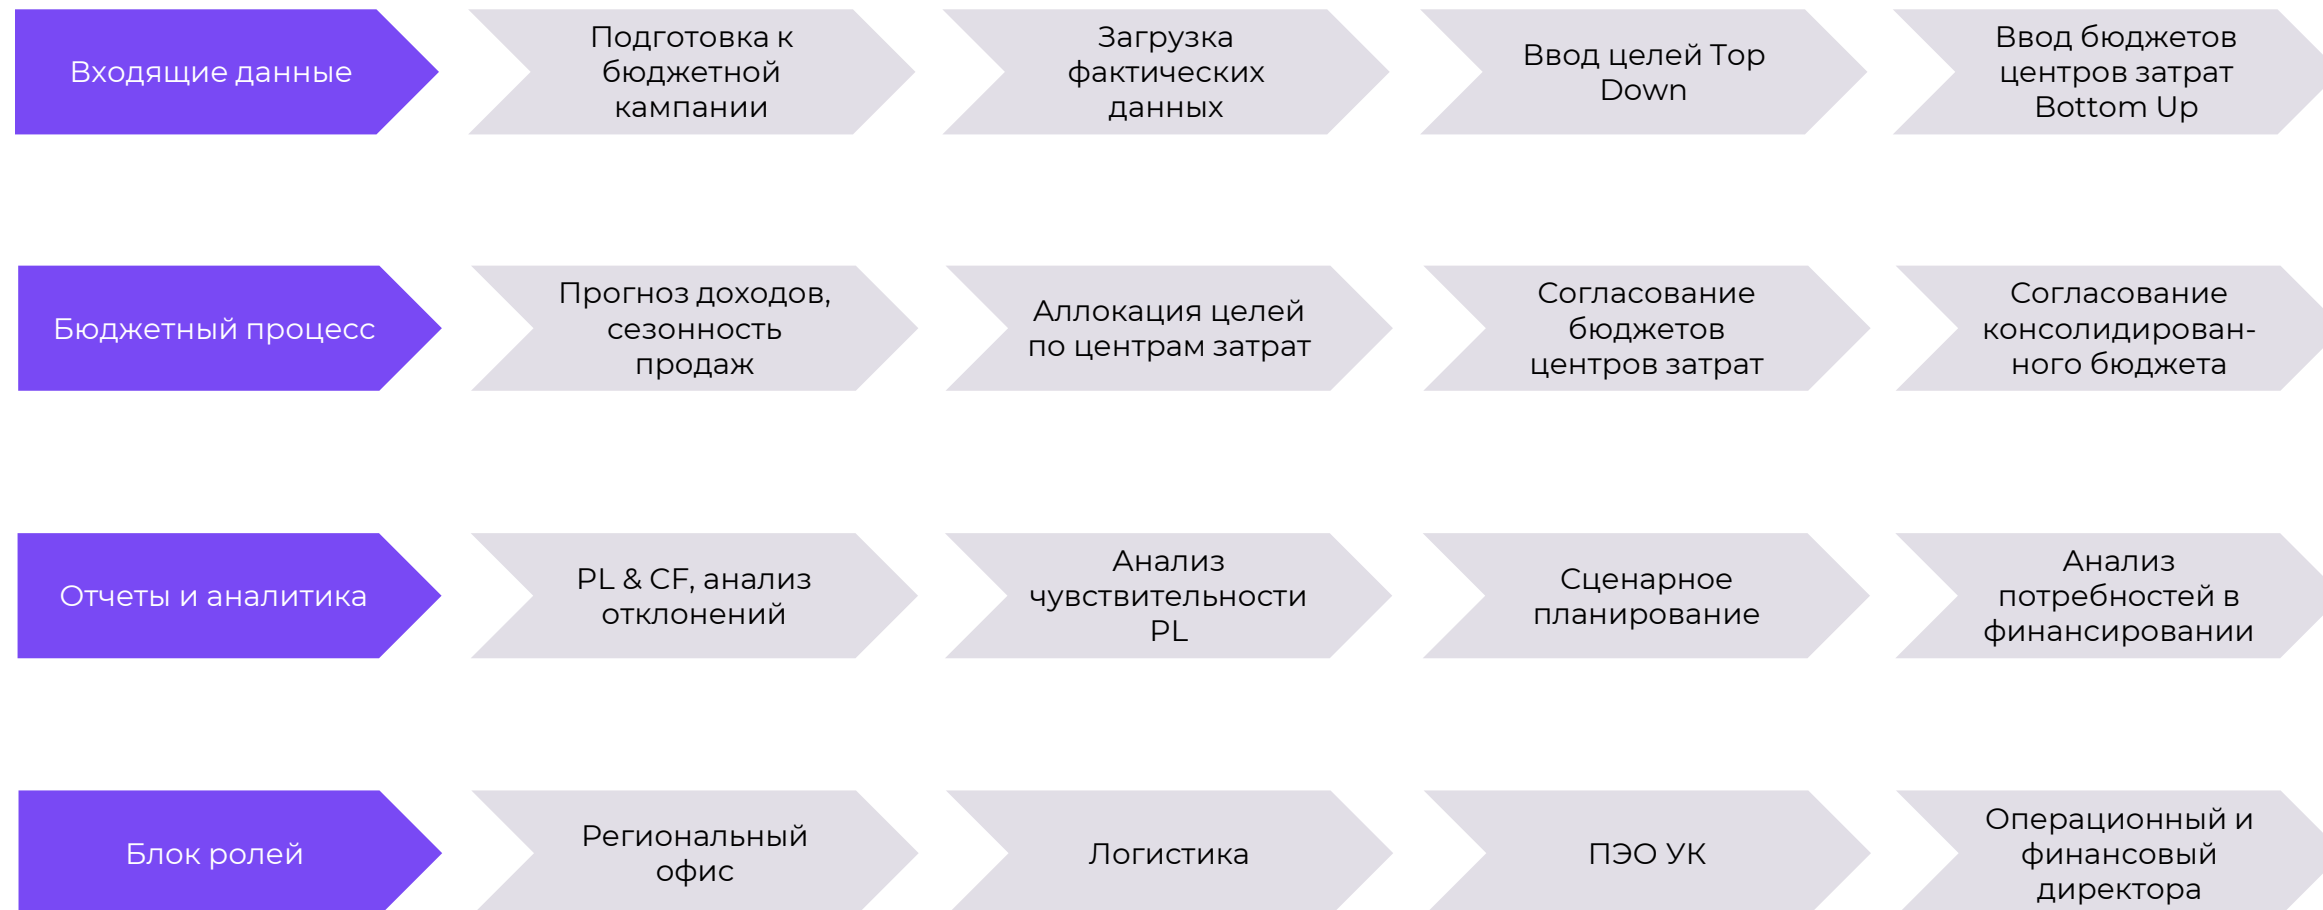 Входящие данные
Подготовка к
бюджетной
кампании
Загрузка
фактических
данных
Ввод целей Top
Down
Ввод бюджетов
центров затрат
Bottom Up
Бюджетный процесс
Прогноз доходов,
сезонность
продаж
Аллокация целей
по центрам затрат
Согласование
бюджетов
центров затрат
Согласование
консолидирован-
ного бюджета
Отчеты и аналитика
PL & CF, анализ
отклонений
Анализ
чувствительности
PL
Сценарное
планирование
Анализ
потребностей в
финансировании
Блок ролей
Региональный
офис
Логистика
ПЭО УК
Операционный и
финансовый
директора